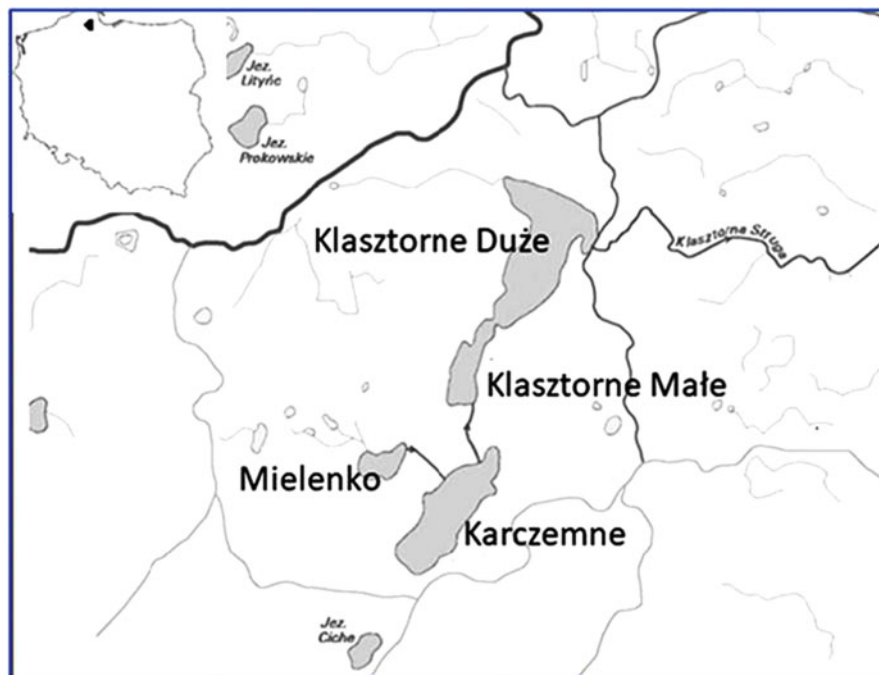 Jez.
Lityńc
Jez.
Prokowskie
Klasztorne Duże
Klasztorna Struga
Klasztorne Małe
Mielenko
Karczemne
Jez.
Ciche